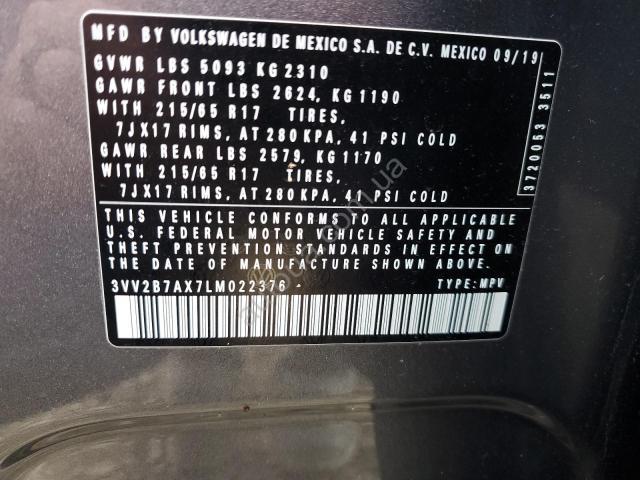 MFD BY VOLKSWAGEN DE MEXICO S.A. DE C.V. MEXICO 09/19
GVWR LBS 5093 KG 2310
GAWR FRONT LBS 2624, KG 1190
WITH 215/65 R17 TIRES,
7JX17 RIMS, AT 280 KPA, 41 PSI COLD
GAWR REAR LBS 2579, KG 1170
WITH 215/65 R17 TIRES,
7JX17 RIMS, AT 280 KPA, 41 PSI COLD
THIS VEHICLE CONFORMS TO ALL APPLICABLE
U.S. FEDERAL MOTOR VEHICLE SAFETY AND
THEFT PREVENTION STANDARDS IN EFFECT ON
THE DATE OF MANUFACTURE SHOWN ABOVE
3VV2B7AX7LM022376 TYPE: MPV
3720053 3511